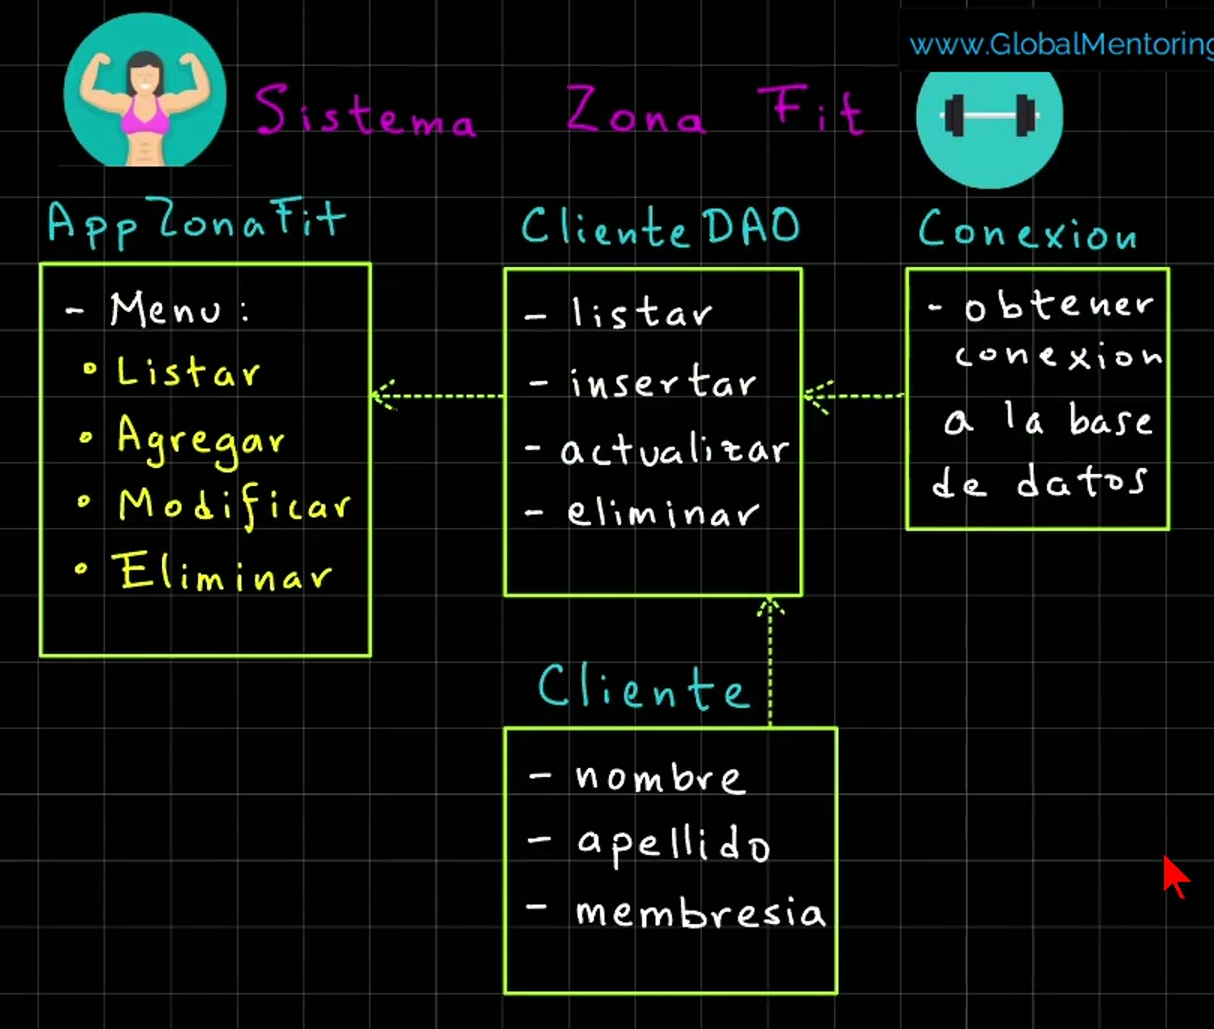 www.GlobalMentoring
Sistema Zona Fit
AppZonaFit
- Menu:
• Listar
• Agregar
• Modificar
• Eliminar
ClienteDAO
- listar
- insertar
- actualizar
- eliminar
Conexion
- obtener
conexion
a la base
de datos
Cliente
- nombre
- apellido
- membresia